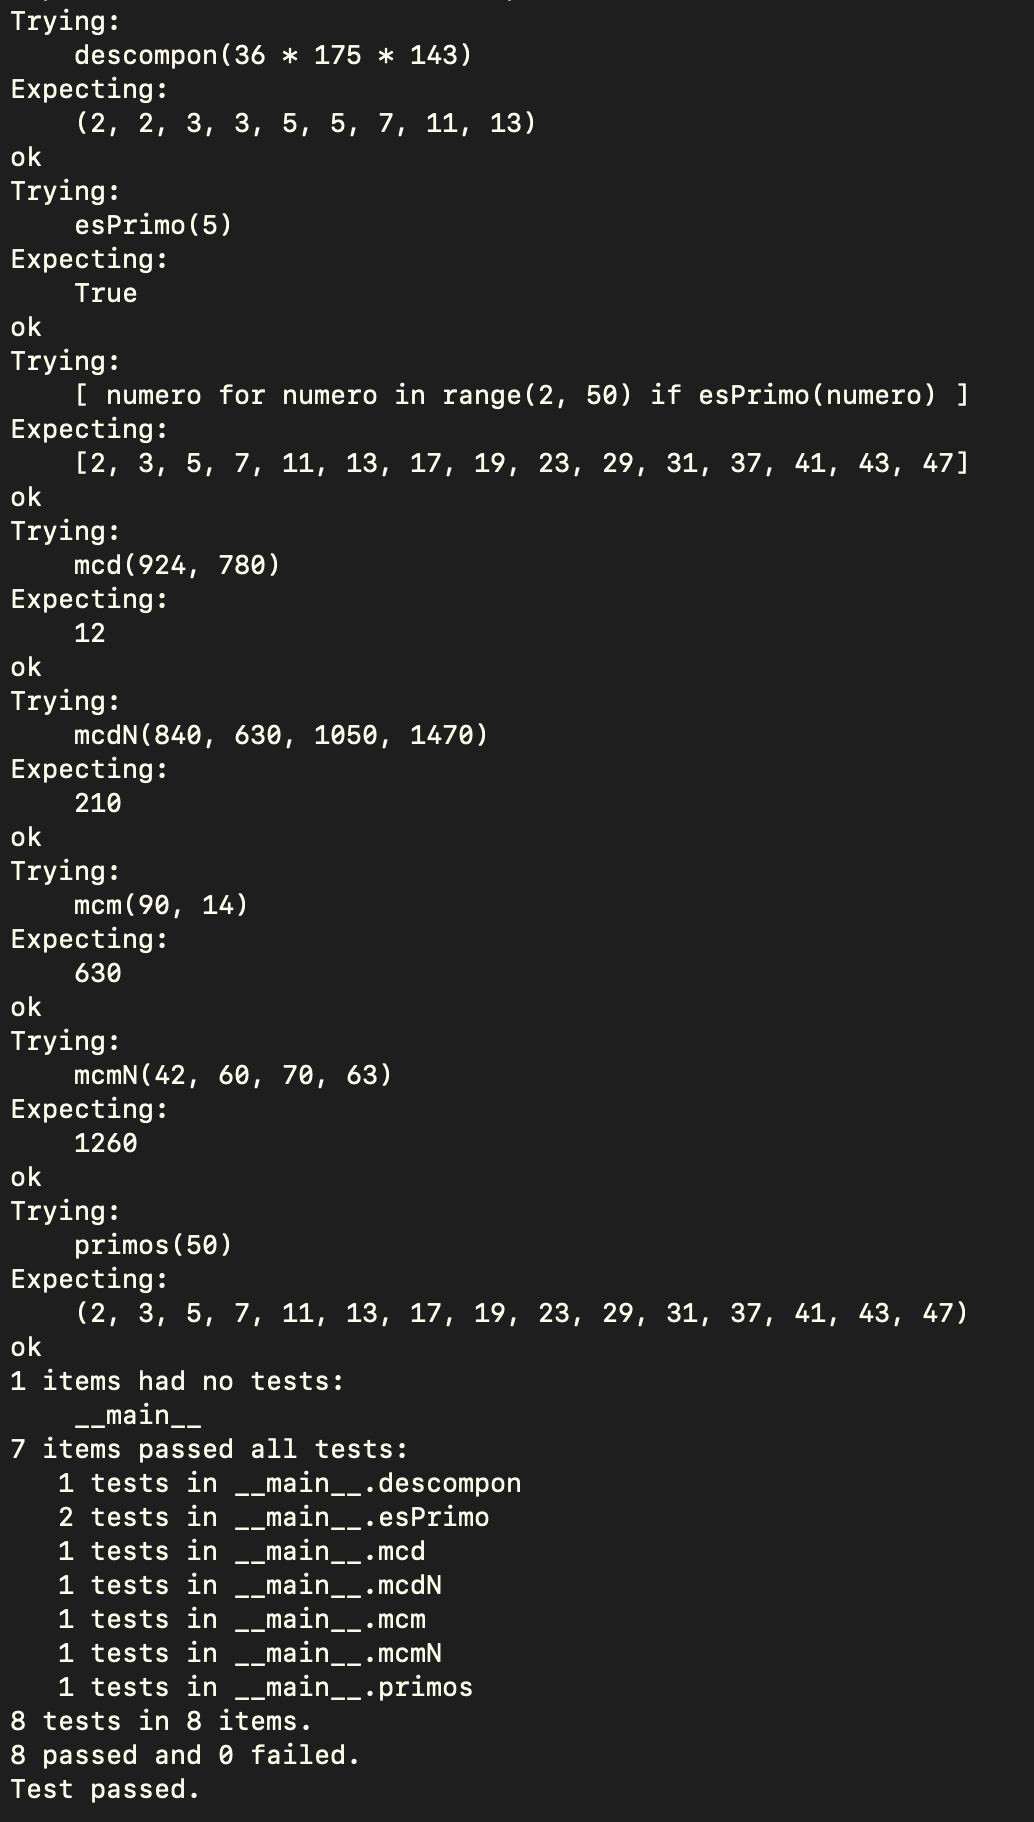 Trying:
    descompon(36 * 175 * 143)
Expecting:
    (2, 2, 3, 3, 5, 5, 7, 11, 13)
ok
Trying:
    esPrimo(5)
Expecting:
    True
ok
Trying:
    [ numero for numero in range(2, 50) if esPrimo(numero) ]
Expecting:
    [2, 3, 5, 7, 11, 13, 17, 19, 23, 29, 31, 37, 41, 43, 47]
ok
Trying:
    mcd(924, 780)
Expecting:
    12
ok
Trying:
    mcdN(840, 630, 1050, 1470)
Expecting:
    210
ok
Trying:
    mcm(90, 14)
Expecting:
    630
ok
Trying:
    mcmN(42, 60, 70, 63)
Expecting:
    1260
ok
Trying:
    primos(50)
Expecting:
    (2, 3, 5, 7, 11, 13, 17, 19, 23, 29, 31, 37, 41, 43, 47)
ok
1 items had no tests:
    __main__
7 items passed all tests:
   1 tests in __main__.descompon
   2 tests in __main__.esPrimo
   1 tests in __main__.mcd
   1 tests in __main__.mcdN
   1 tests in __main__.mcm
   1 tests in __main__.mcmN
   1 tests in __main__.primos
8 tests in 8 items.
8 passed and 0 failed.
Test passed.